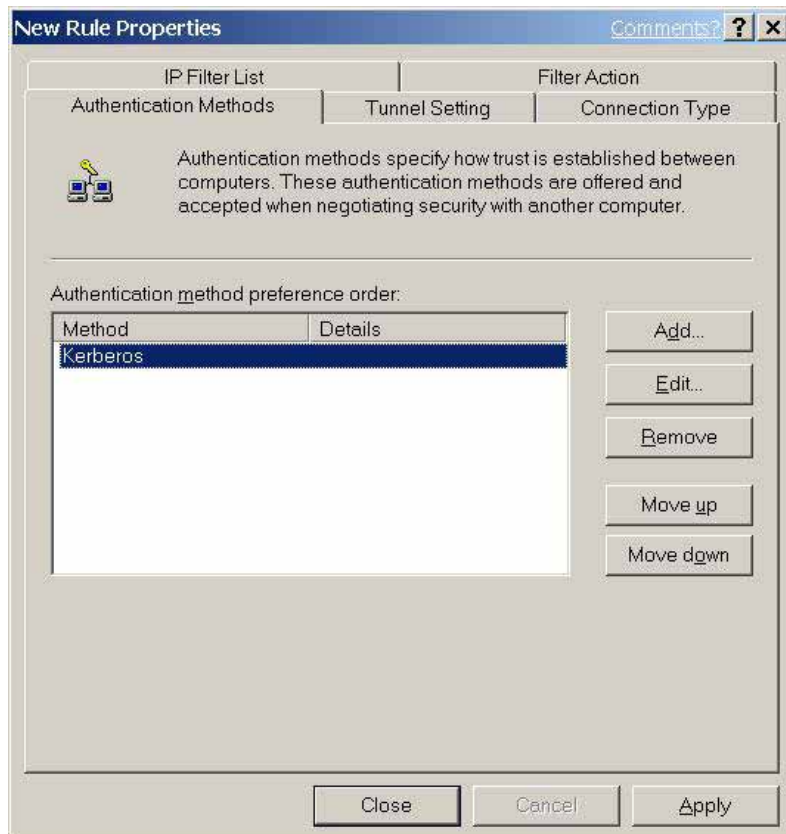 New Rule Properties Comments? ? ×
IP Filter List Filter Action
Authentication Methods Tunnel Setting Connection Type
Authentication methods specify how trust is established between
computers. These authentication methods are offered and
accepted when negotiating security with another computer.
Authentication method preference order:
Method Details
Kerberos
Add...
Edit...
Remove
Move up
Move down
Close Cancel Apply